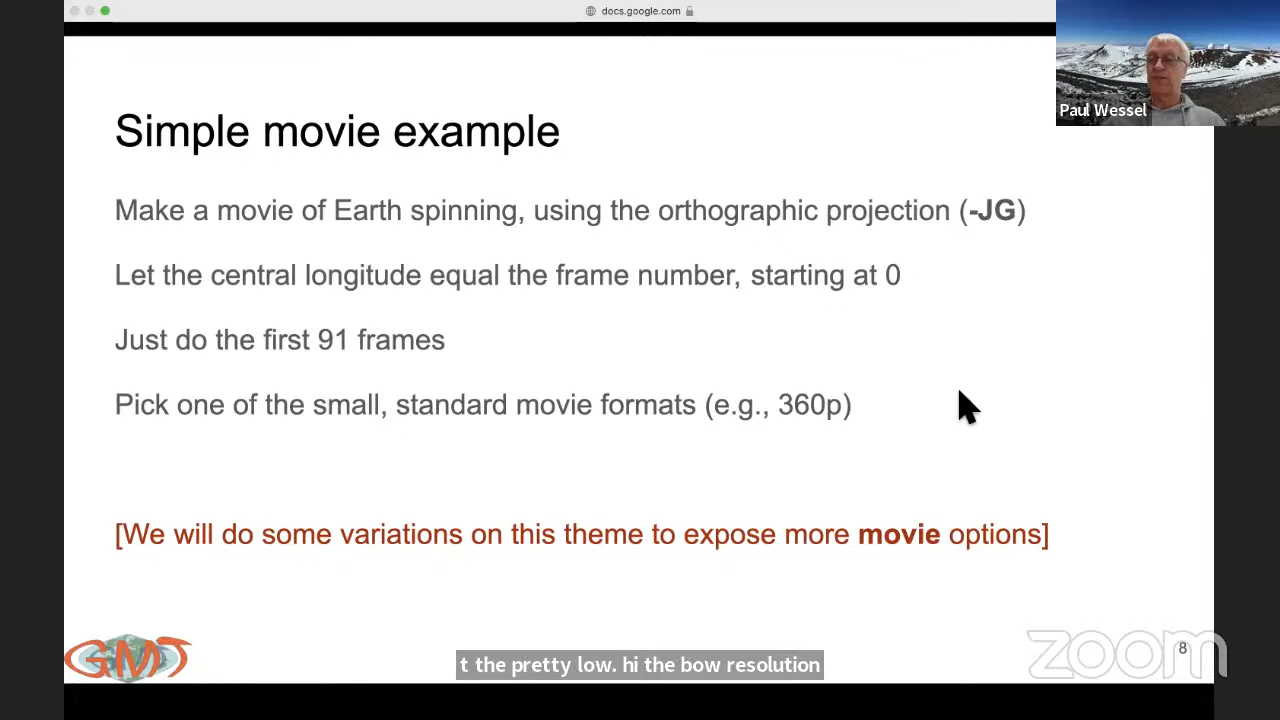 docs.google.com
Paul Wessel
Simple movie example
Make a movie of Earth spinning, using the orthographic projection (-JG)
Let the central longitude equal the frame number, starting at 0
Just do the first 91 frames
Pick one of the small, standard movie formats (e.g., 360p)
[We will do some variations on this theme to expose more movie options]
GMT
t the pretty low. hi the bow resolution
zoom
8